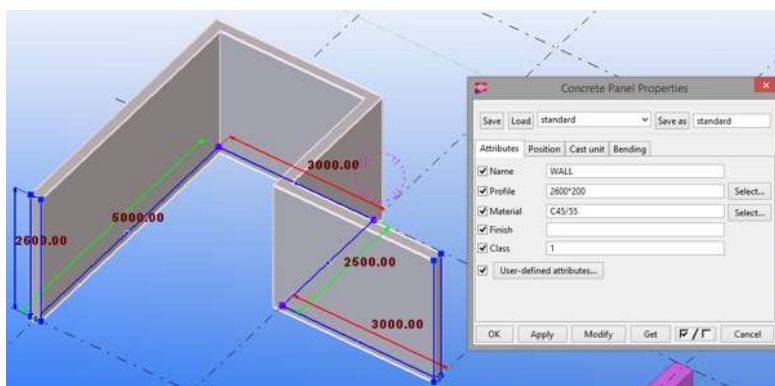 Concrete Panel Properties
Save Load standard Save as standard
Attributes Position Cast unit Bending
Name WALL
Profile 2600*200 Select...
Material C45/55 Select...
Finish
Class 1
User-defined attributes...
OK Apply Modify Get Cancel
3000.00
5000.00
2600.00
2500.00
3000.00